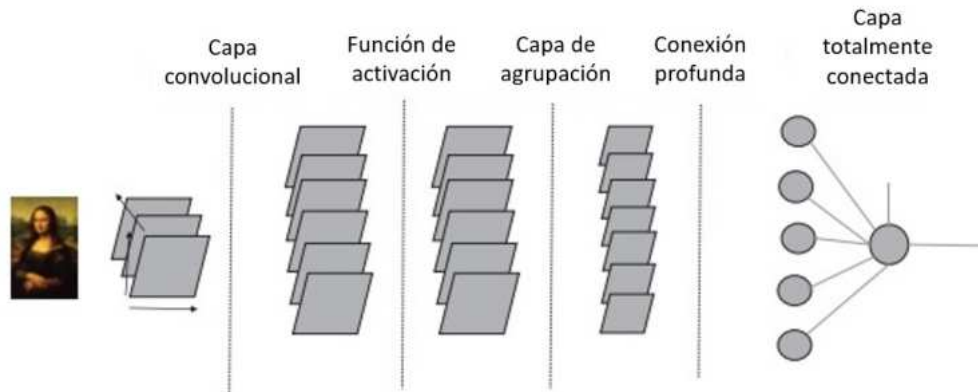 Capa
convolucional
Función de
activación
Capa de
agrupación
Conexión
profunda
Capa
totalmente
conectada